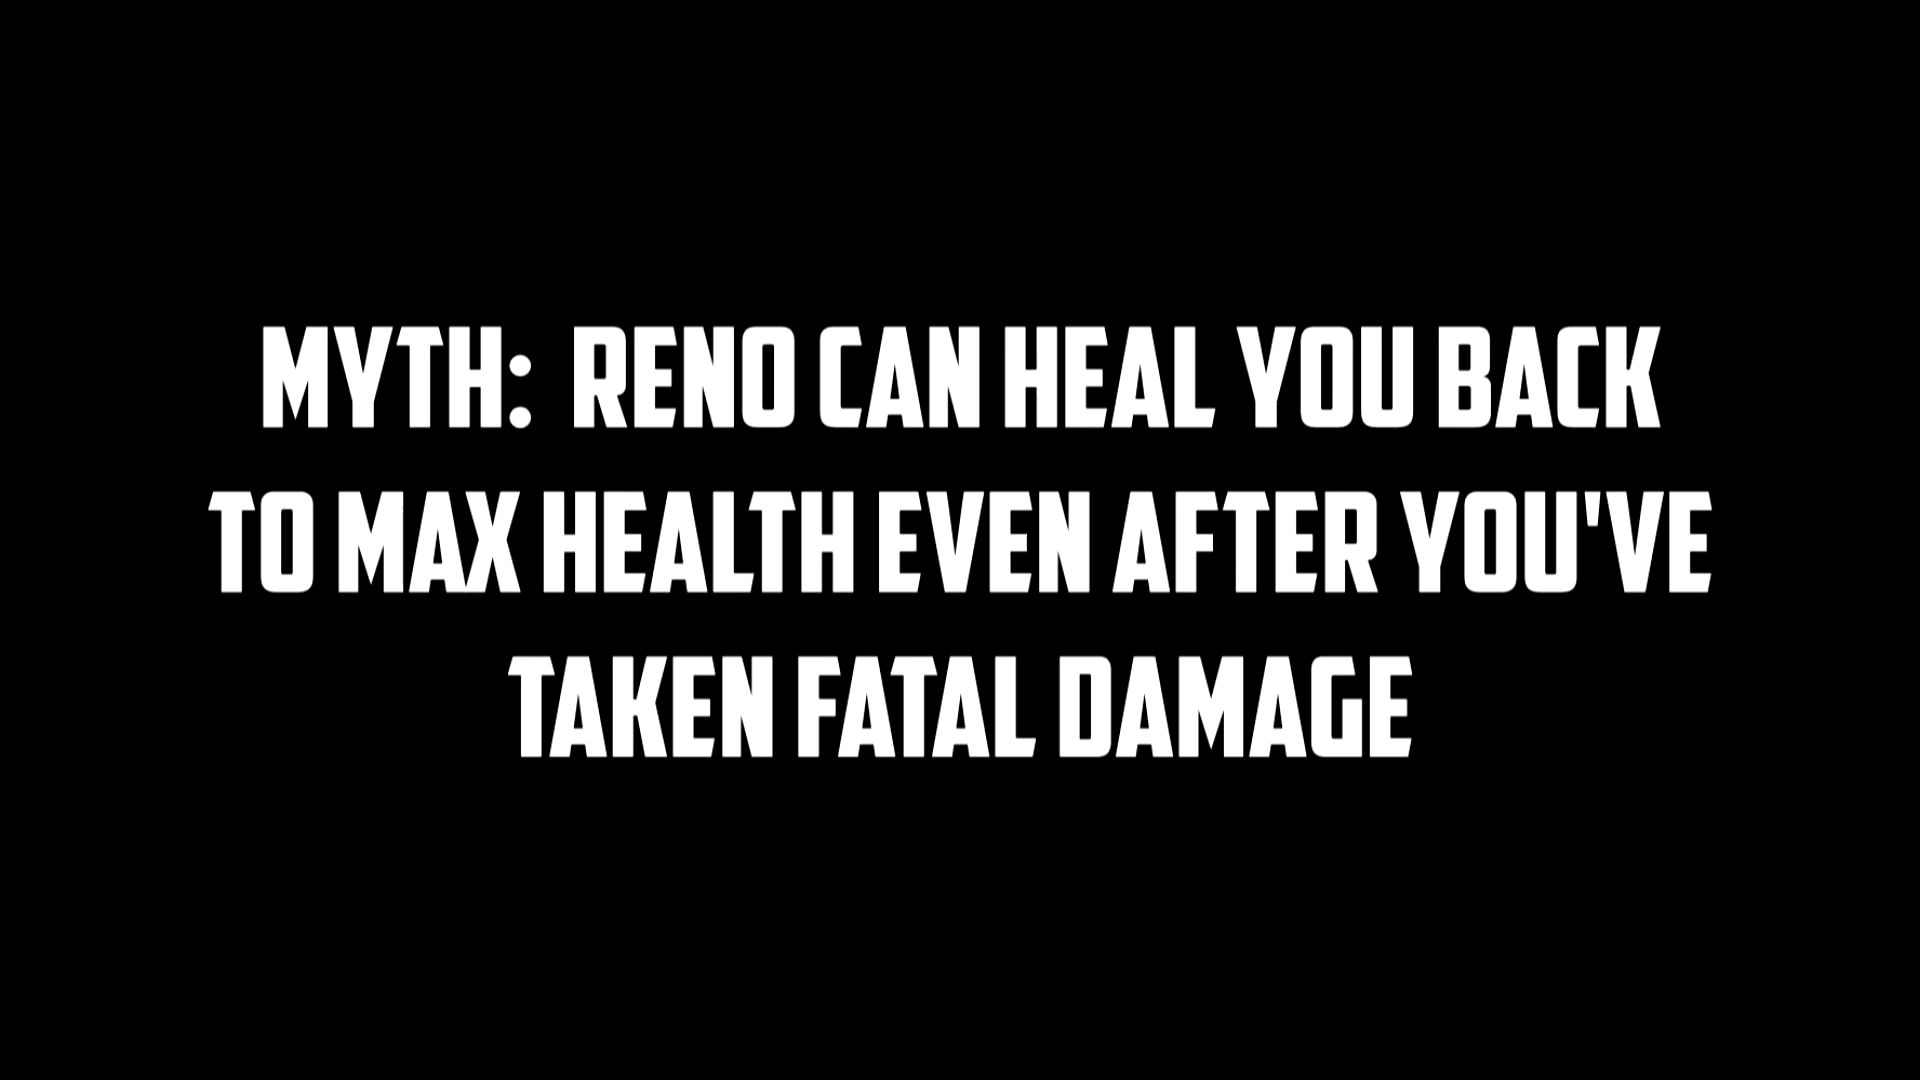 MYTH: RENO CAN HEAL YOU BACK
TO MAX HEALTH EVEN AFTER YOU'VE
TAKEN FATAL DAMAGE